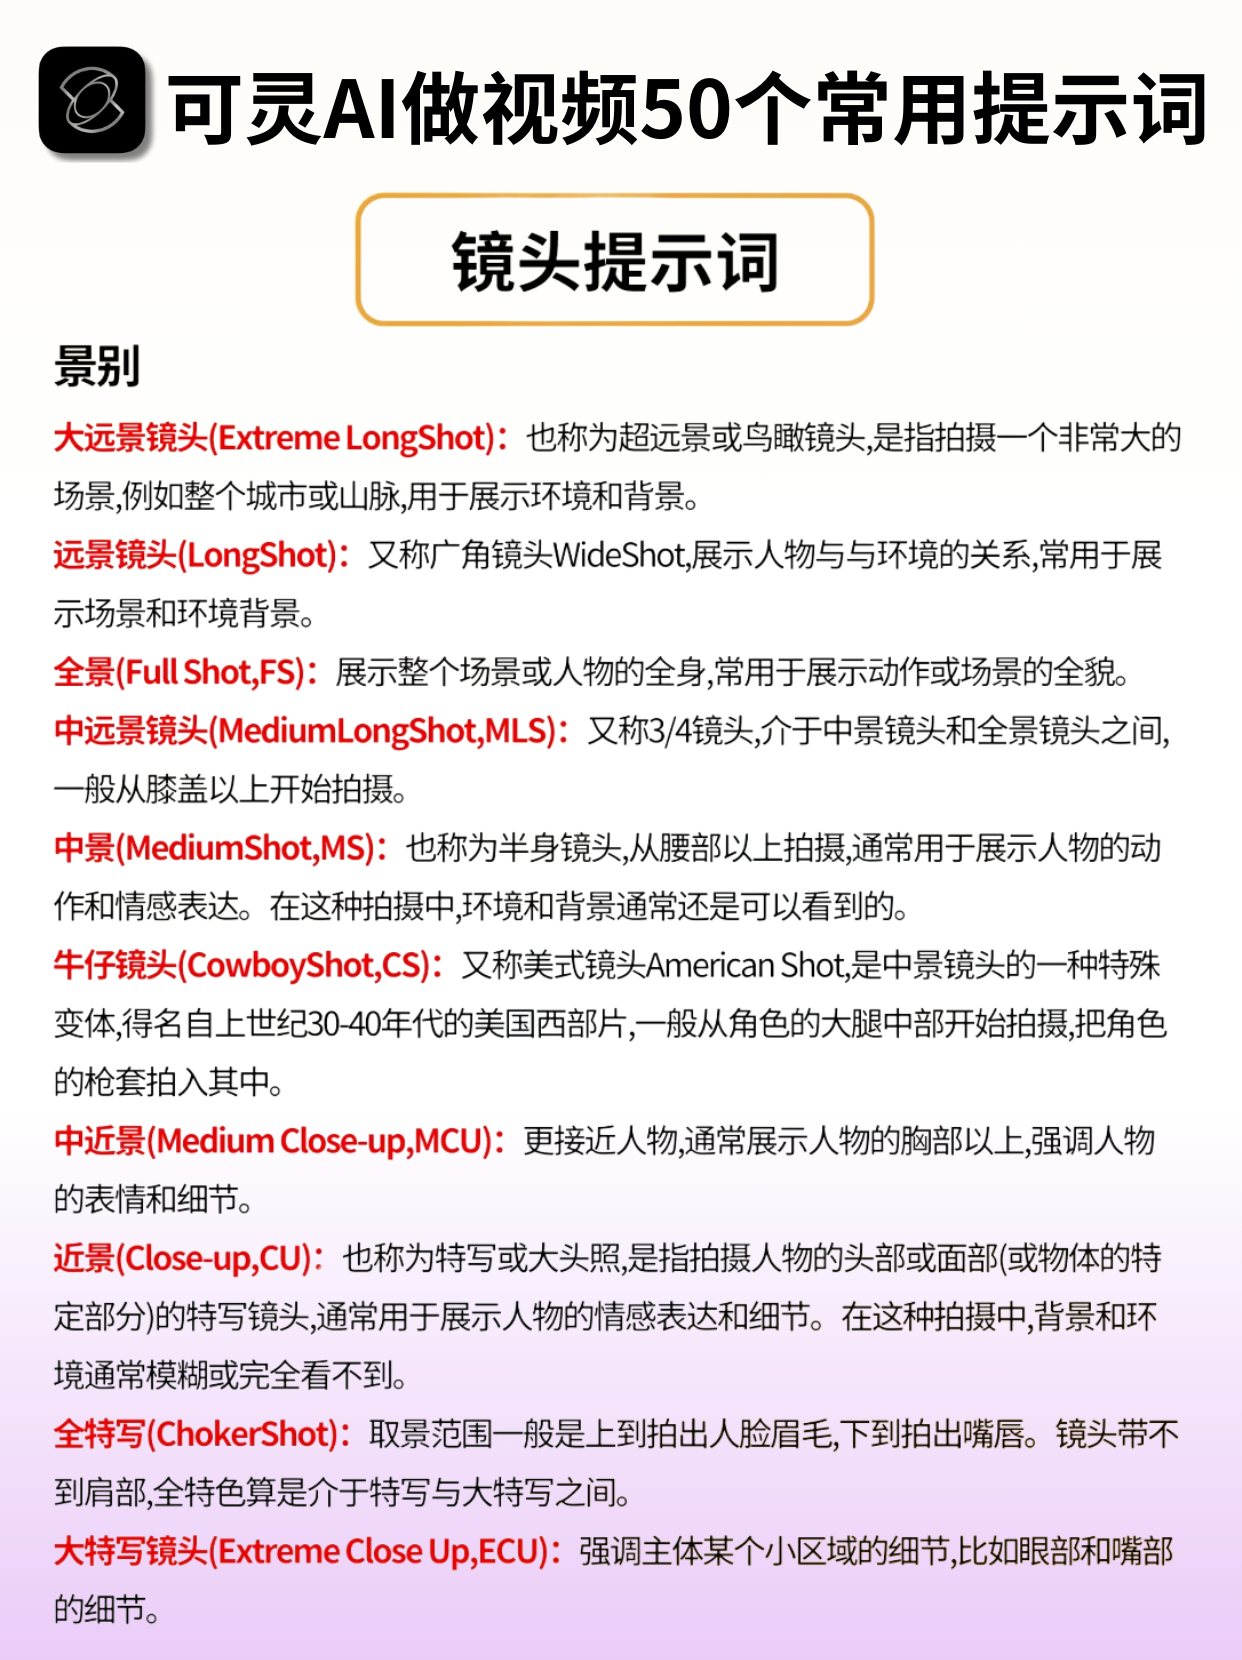 可灵AI做视频50个常用提示词
镜头提示词
景别
大远景镜头(Extreme LongShot)：也称为超远景或鸟瞰镜头,是指拍摄一个非常大的
场景,例如整个城市或山脉,用于展示环境和背景。
远景镜头(LongShot)：又称广角镜头WideShot,展示人物与与环境的关系,常用于展
示场景和环境背景。
全景(Full Shot,FS)：展示整个场景或人物的全身,常用于展示动作或场景的全貌。
中远景镜头(MediumLongShot,MLS)：又称3/4镜头,介于中景镜头和全景镜头之间,
一般从膝盖以上开始拍摄。
中景(MediumShot,MS)：也称为半身镜头,从腰部以上拍摄,通常用于展示人物的动
作和情感表达。在这种拍摄中,环境和背景通常还是可以看到的。
牛仔镜头(CowboyShot,CS)：又称美式镜头American Shot,是中景镜头的一种特殊
变体,得名自上世纪30-40年代的美国西部片,一般从角色的大腿中部开始拍摄,把角色
的枪套拍入其中。
中近景(Medium Close-up,MCU)：更接近人物,通常展示人物的胸部以上,强调人物
的表情和细节。
近景(Close-up,CU)：也称为特写或大头照,是指拍摄人物的头部或面部(或物体的特
定部分)的特写镜头,通常用于展示人物的情感表达和细节。在这种拍摄中,背景和环
境通常模糊或完全看不到。
全特写(ChokerShot)：取景范围一般是上到拍出人脸眉毛,下到拍出嘴唇。镜头带不
到肩部,全特色算是介于特写与大特写之间。
大特写镜头(Extreme Close Up,ECU)：强调主体某个小区域的细节,比如眼部和嘴部
的细节。